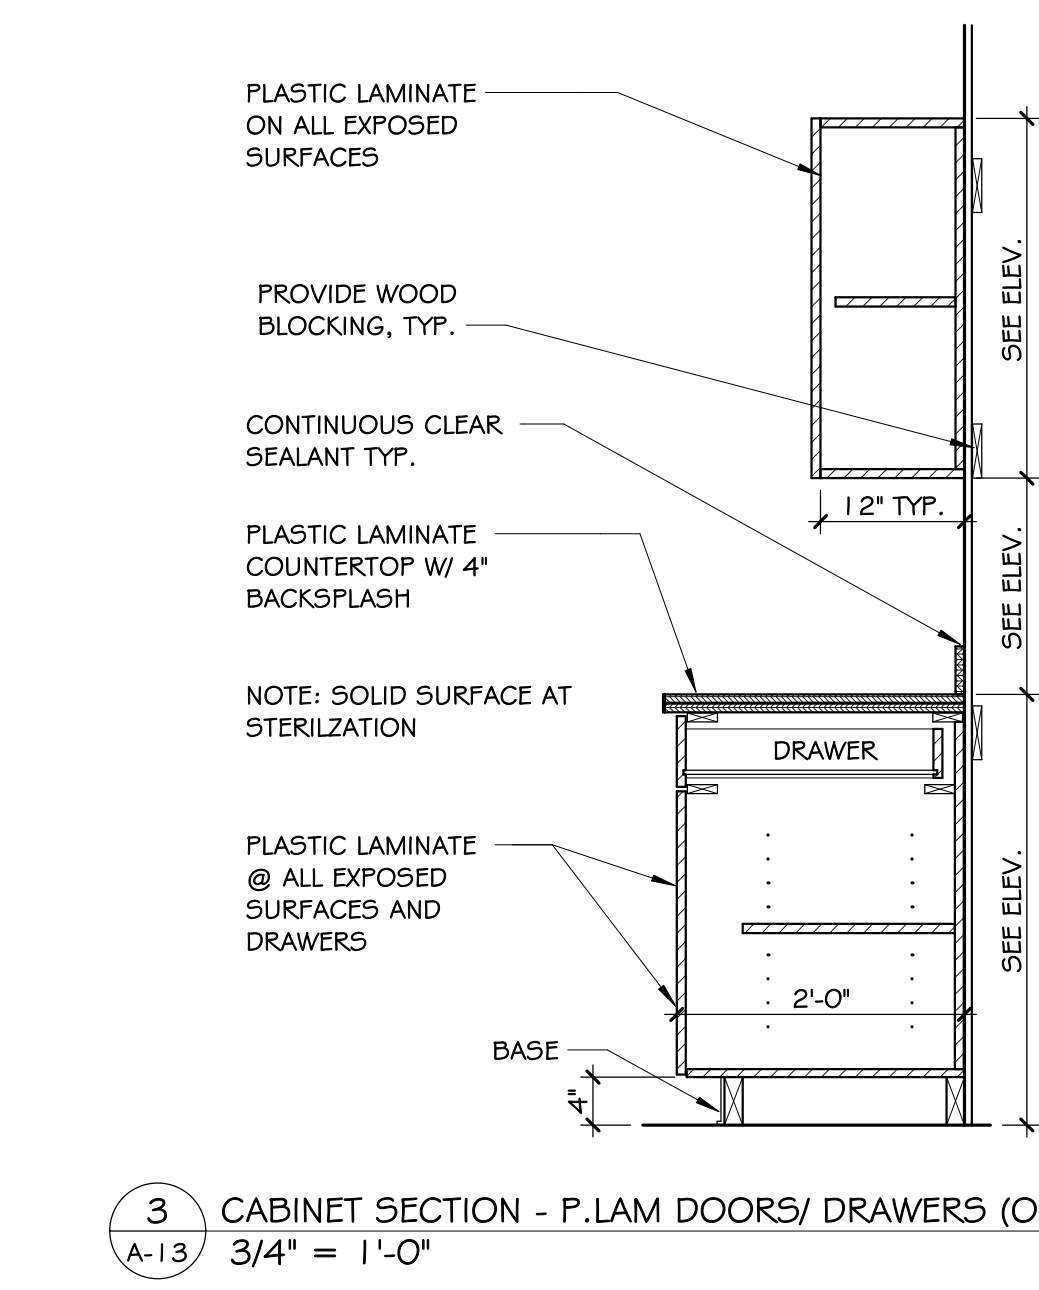 PLASTIC LAMINATE
ON ALL EXPOSED
SURFACES
PROVIDE WOOD
BLOCKING, TYP.
SEE ELEV.
CONTINUOUS CLEAR
SEALANT TYP.
12" TYP.
PLASTIC LAMINATE
COUNTERTOP W/ 4"
BACKSPLASH
SEE ELEV.
NOTE: SOLID SURFACE AT
STERILZATION
DRAWER
PLASTIC LAMINATE
@ ALL EXPOSED
SURFACES AND
DRAWERS
SEE ELEV.
2'-0"
BASE
4"
3
A-13
CABINET SECTION - P.LAM DOORS/ DRAWERS (O
3/4" = 1'-0"